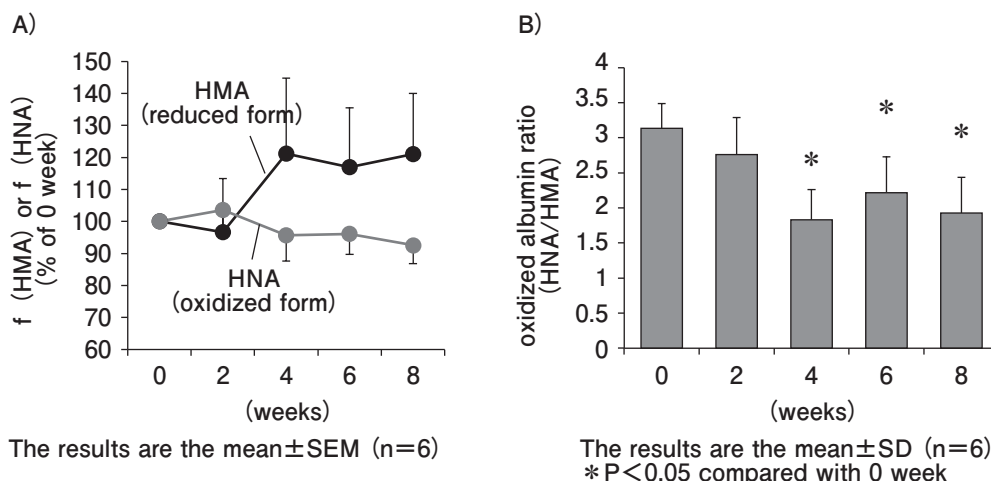 A)
f (HMA) or f (HNA)
(% of 0 week)
150
140
130
120
110
100
90
80
70
60
HMA
(reduced form)
HNA
(oxidized form)
0 2 4 6 8
(weeks)
The results are the mean±SEM (n=6)
B)
oxidized albumin ratio
(HNA/HMA)
4
3.5
3
2.5
2
1.5
1
0.5
0
* * *
0 2 4 6 8
(weeks)
The results are the mean±SD (n=6)
*P<0.05 compared with 0 week